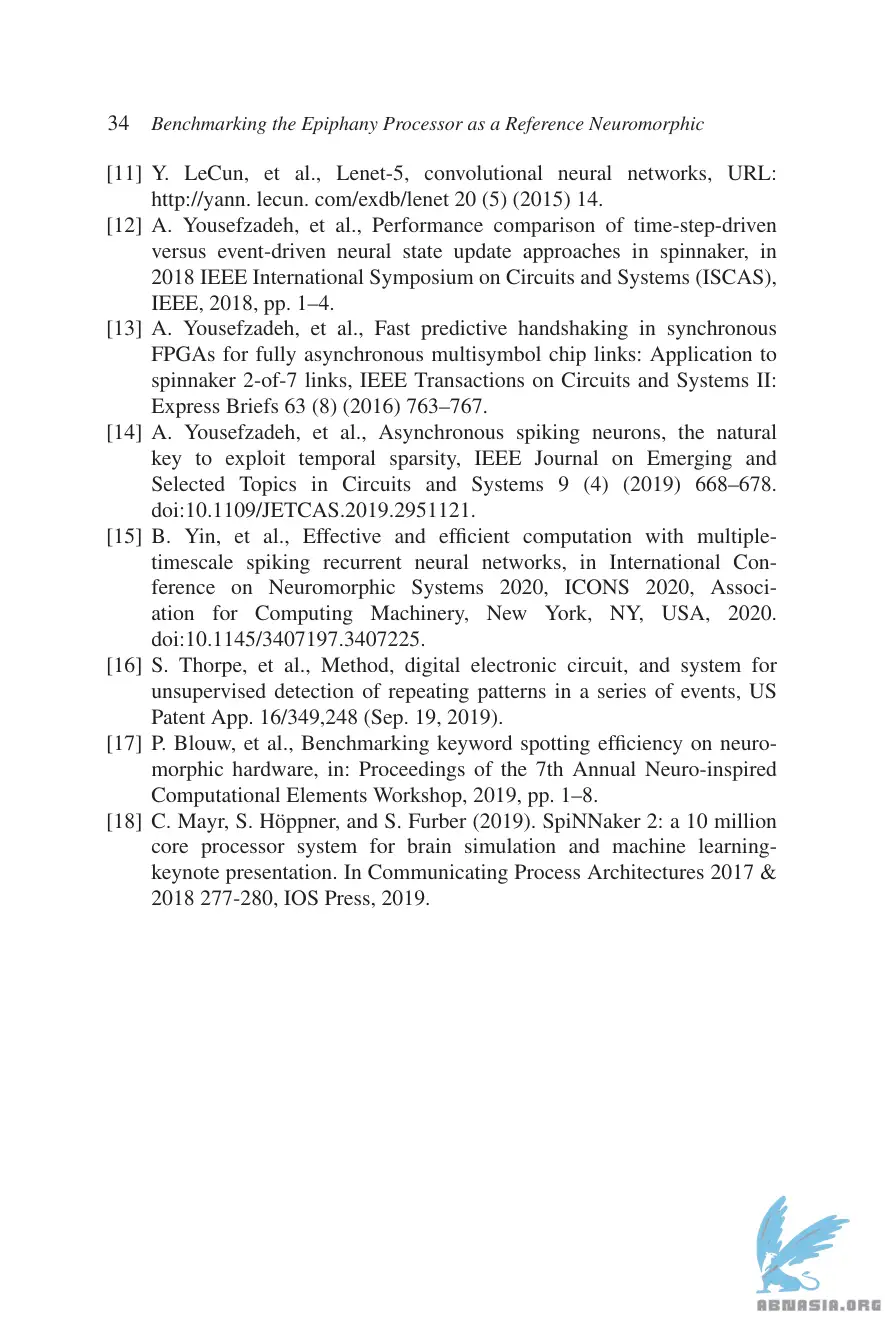 34 Benchmarking the Epiphany Processor as a Reference Neuromorphic
[11] Y. LeCun, et al., Lenet-5, convolutional neural networks, URL:
http://yann. lecun. com/exdb/lenet 20 (5) (2015) 14.
[12] A. Yousefzadeh, et al., Performance comparison of time-step-driven
versus event-driven neural state update approaches in spinnaker, in
2018 IEEE International Symposium on Circuits and Systems (ISCAS),
IEEE, 2018, pp. 1–4.
[13] A. Yousefzadeh, et al., Fast predictive handshaking in synchronous
FPGAs for fully asynchronous multisymbol chip links: Application to
spinnaker 2-of-7 links, IEEE Transactions on Circuits and Systems II:
Express Briefs 63 (8) (2016) 763–767.
[14] A. Yousefzadeh, et al., Asynchronous spiking neurons, the natural
key to exploit temporal sparsity, IEEE Journal on Emerging and
Selected Topics in Circuits and Systems 9 (4) (2019) 668–678.
doi:10.1109/JETCAS.2019.2951121.
[15] B. Yin, et al., Effective and efficient computation with multiple-
timescale spiking recurrent neural networks, in International Con-
ference on Neuromorphic Systems 2020, ICONS 2020, Associ-
ation for Computing Machinery, New York, NY, USA, 2020.
doi:10.1145/3407197.3407225.
[16] S. Thorpe, et al., Method, digital electronic circuit, and system for
unsupervised detection of repeating patterns in a series of events, US
Patent App. 16/349,248 (Sep. 19, 2019).
[17] P. Blouw, et al., Benchmarking keyword spotting efficiency on neuro-
morphic hardware, in: Proceedings of the 7th Annual Neuro-inspired
Computational Elements Workshop, 2019, pp. 1–8.
[18] C. Mayr, S. Höppner, and S. Furber (2019). SpiNNaker 2: a 10 million
core processor system for brain simulation and machine learning-
keynote presentation. In Communicating Process Architectures 2017 &
2018 277-280, IOS Press, 2019.
ABNASIA.ORG